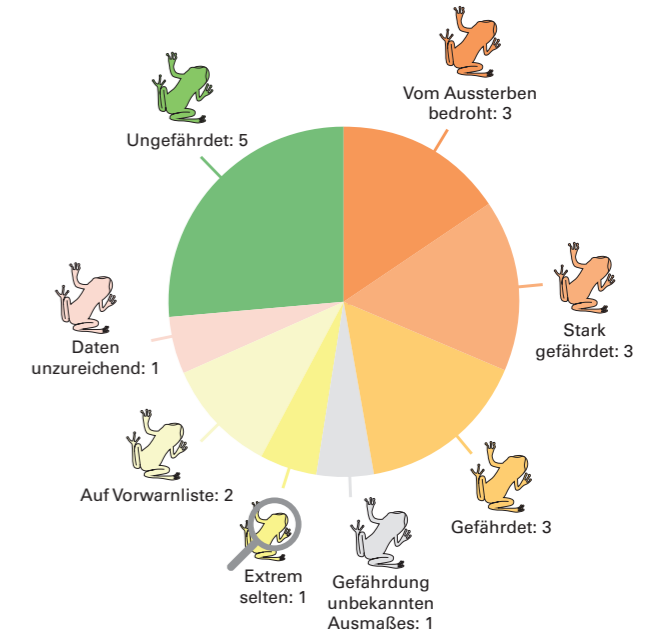 Vom Aussterben
bedroht: 3
Ungefährdet: 5
Stark
gefährdet: 3
Daten
unzureichend: 1
Auf Vorwarnliste: 2
Gefährdet: 3
Extrem
selten: 1
Gefährdung
unbekannten
Ausmaßes: 1